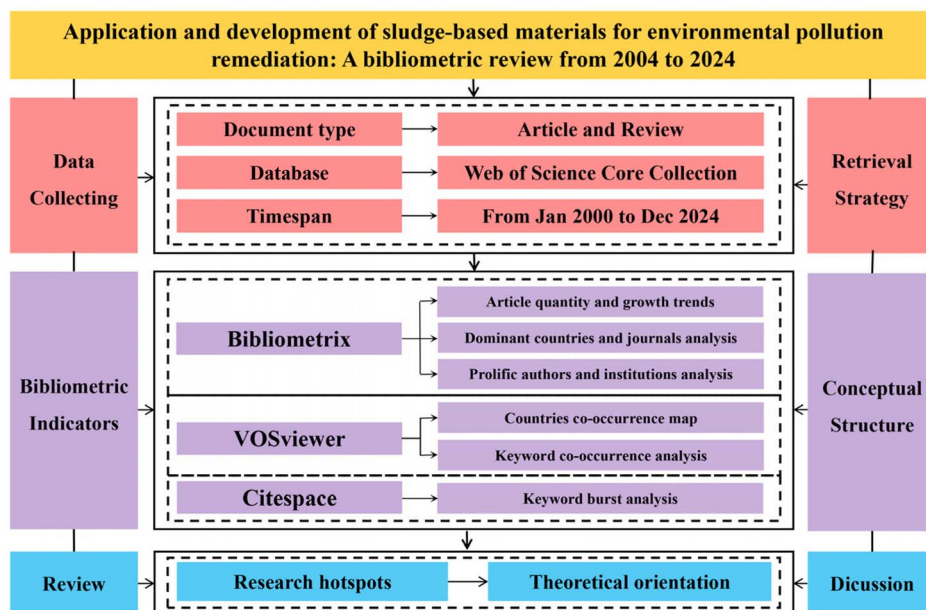 Application and development of sludge-based materials for environmental pollution
remediation: A bibliometric review from 2004 to 2024
Data
Collecting
Document type
Article and Review
Database
Web of Science Core Collection
Timespan
From Jan 2000 to Dec 2024
Retrieval
Strategy
Bibliometric
Indicators
Bibliometrix
Article quantity and growth trends
Dominant countries and journals analysis
Prolific authors and institutions analysis
VOSviewer
Countries co-occurrence map
Keyword co-occurrence analysis
Citespace
Keyword burst analysis
Conceptual
Structure
Review
Research hotspots
Theoretical orientation
Dicussion